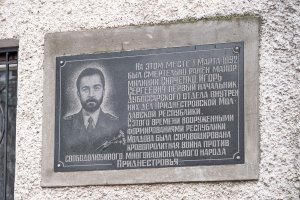 На этом месте 1 марта 1992
был смертельно ранен майор
милиции Сипченко Игорь
Сергеевич первый начальник
Дубоссарского отдела внутрен
них дел Приднестровской Мол
давской Республики.
С этого времени вооруженными
формированиями Республики
Молдова была спровоцирована
кровопролитная война против
свободолюбивого многонационального народа
Приднестровья